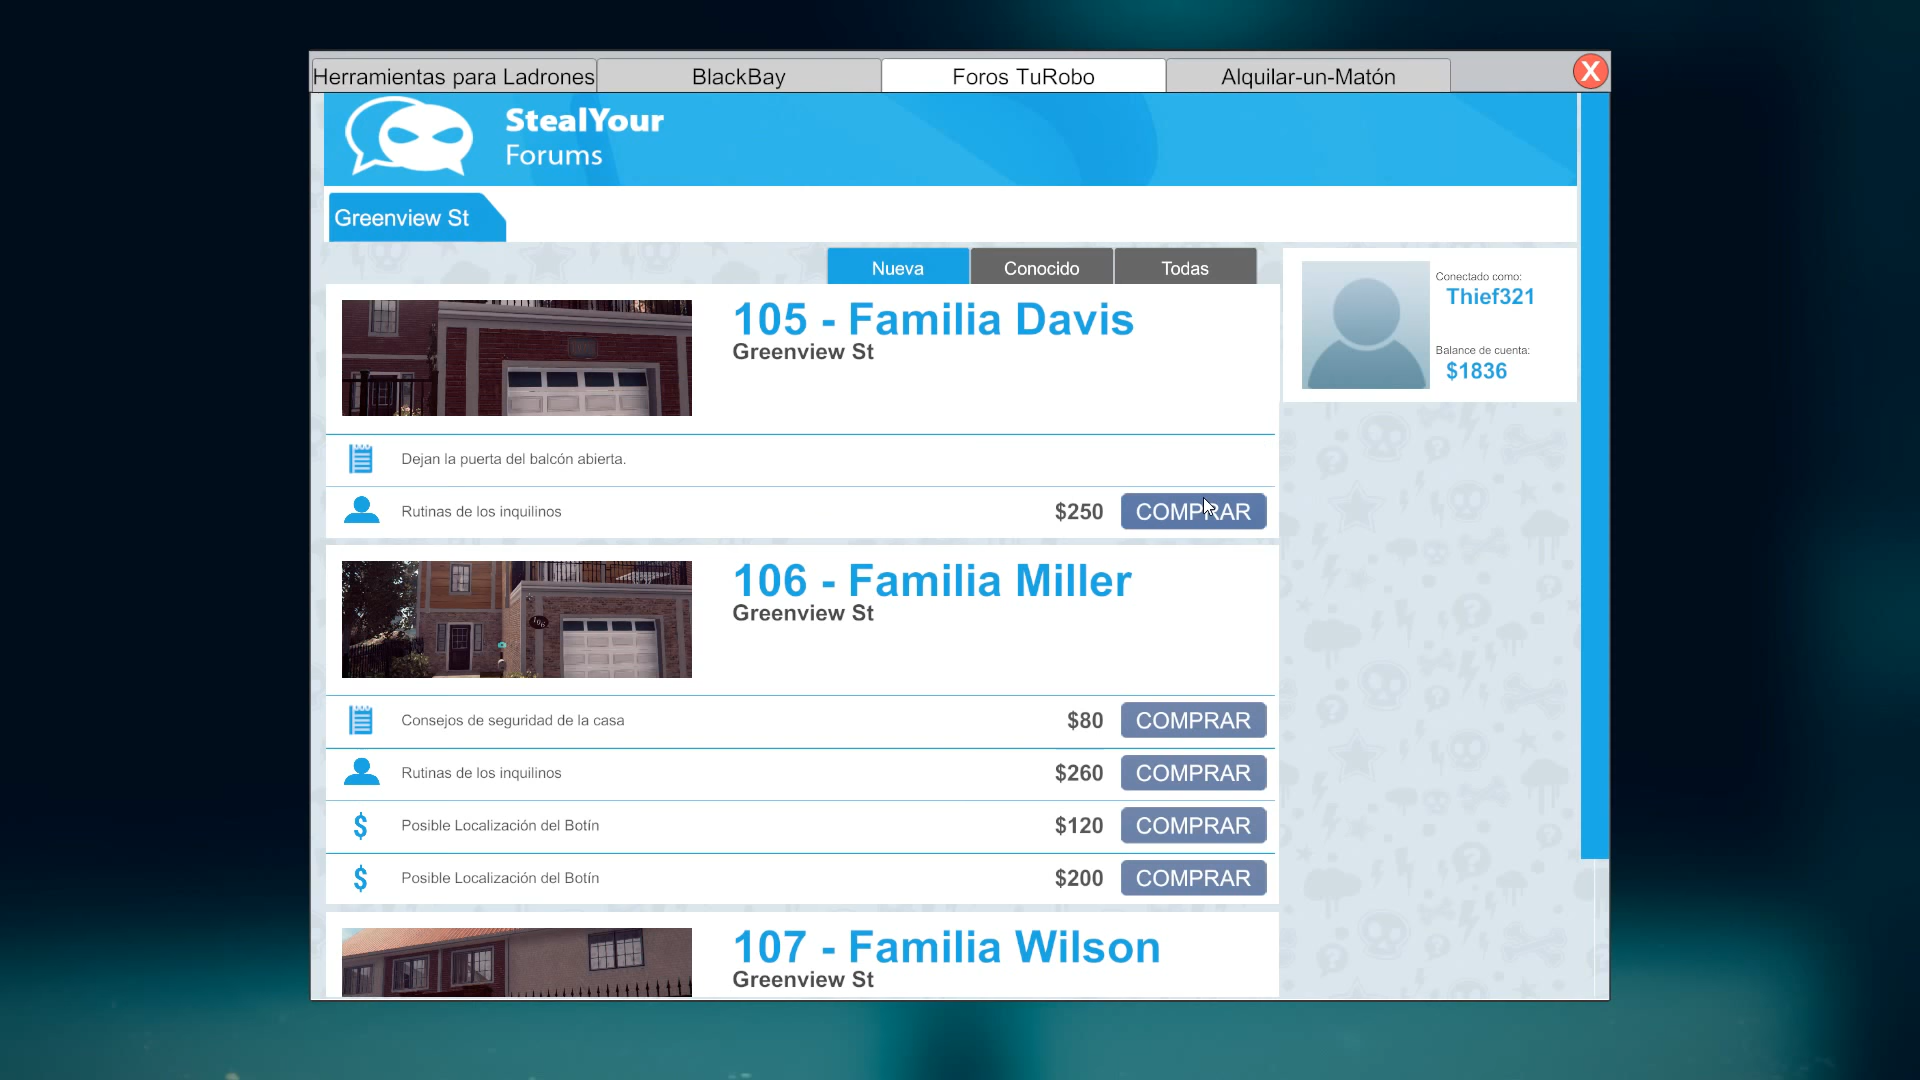 Herramientas para Ladrones
BlackBay
Foros TuRobo
Alquilar-un-Matón
X
StealYour
Forums
Greenview St
Nueva
Conocido
Todas
Conectado como:
Thief321
Balance de cuenta:
$1836
105 - Familia Davis
Greenview St
Dejan la puerta del balcón abierta.
Rutinas de los inquilinos $250 COMPRAR
106 - Familia Miller
Greenview St
106
Consejos de seguridad de la casa $80 COMPRAR
Rutinas de los inquilinos $260 COMPRAR
$ Posible Localización del Botín $120 COMPRAR
$ Posible Localización del Botín $200 COMPRAR
107 - Familia Wilson
Greenview St